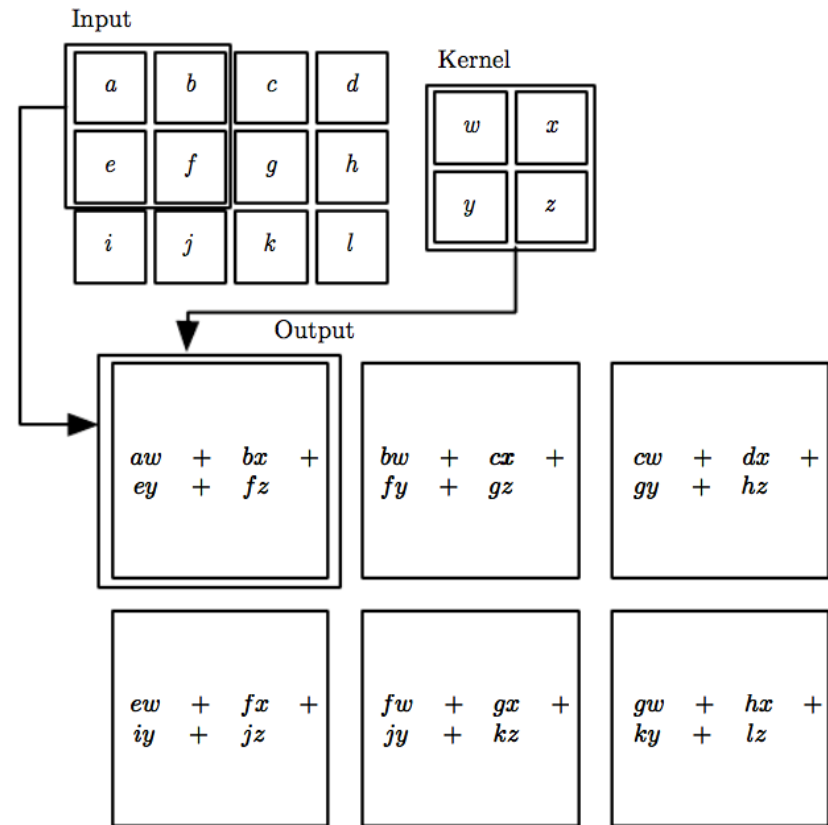 Input
a b c d
e f g h
i j k l
Kernel
w x
y z
Output
aw + bx +
ey + fz
bw + cx +
fy + gz
cw + dx +
gy + hz
ew + fx +
iy + jz
fw + gx +
jy + kz
gw + hx +
ky + lz